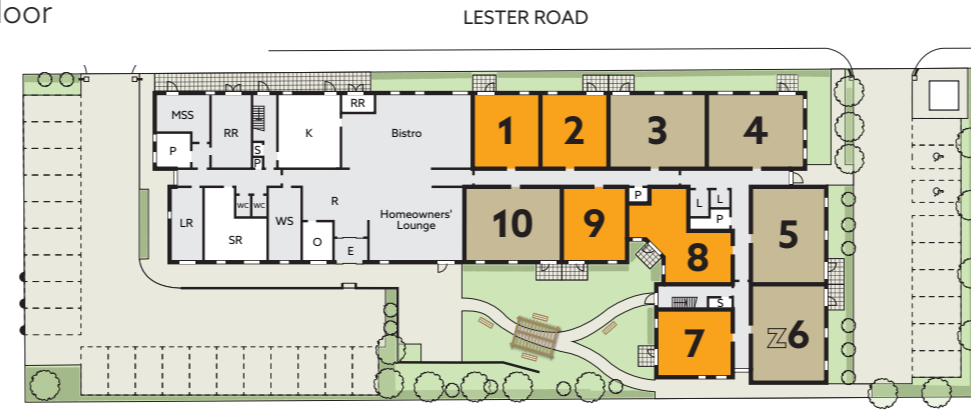 loor
LESTER ROAD
MSS
RR
K
RR
Bistro
1
2
3
4
P
S
P
LR
WC
WC
SR
WS
R
O
E
Homeowners'
Lounge
10
9
P
L
L
P
8
5
S
7
Z6